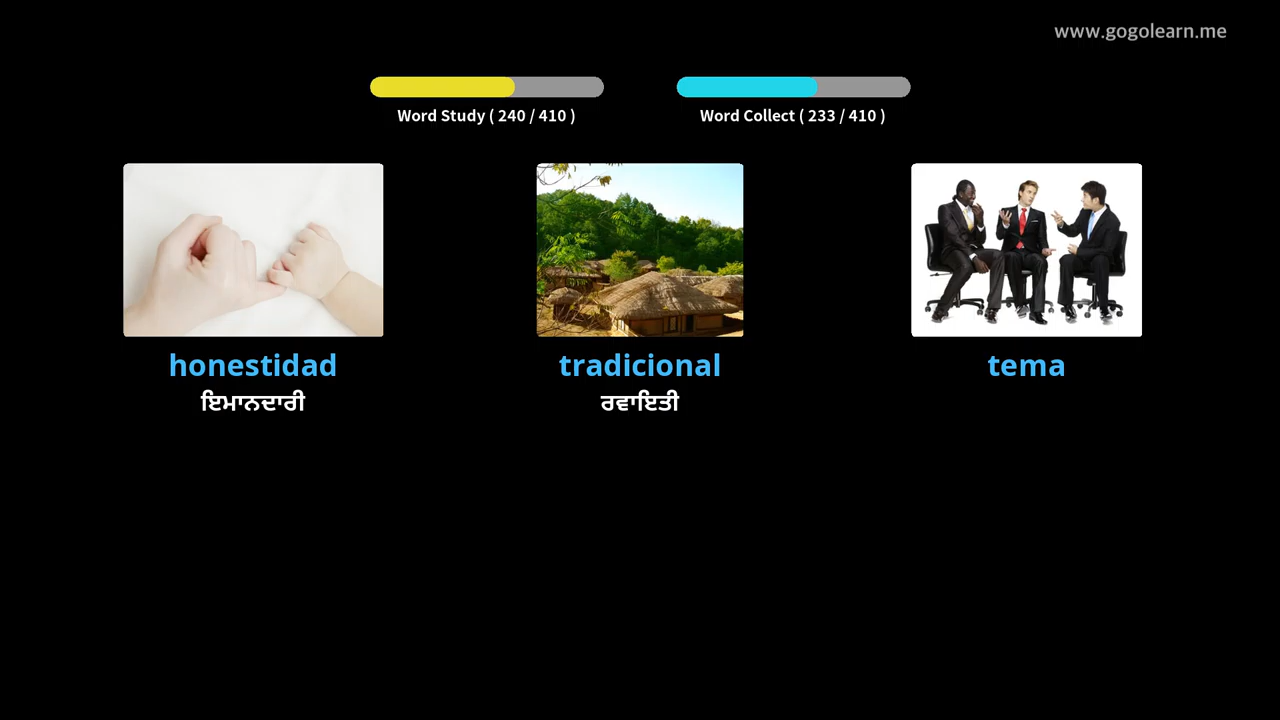 www.gogolearn.me
Word Study ( 240 / 410 )
Word Collect ( 233 / 410 )
honestidad
tradicional
tema
ਇਮਾਨਦਾਰੀ
ਰਵਾਇਤੀ